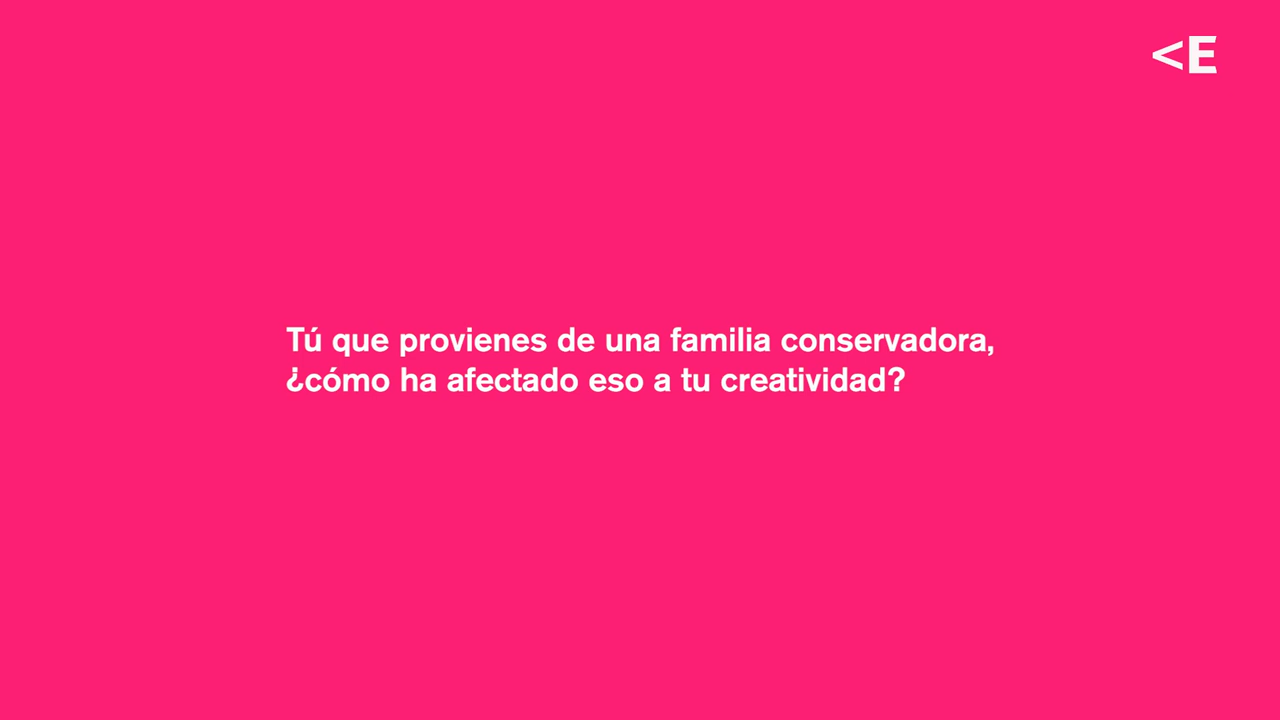 <E
Tú que provienes de una familia conservadora,
¿cómo ha afectado eso a tu creatividad?